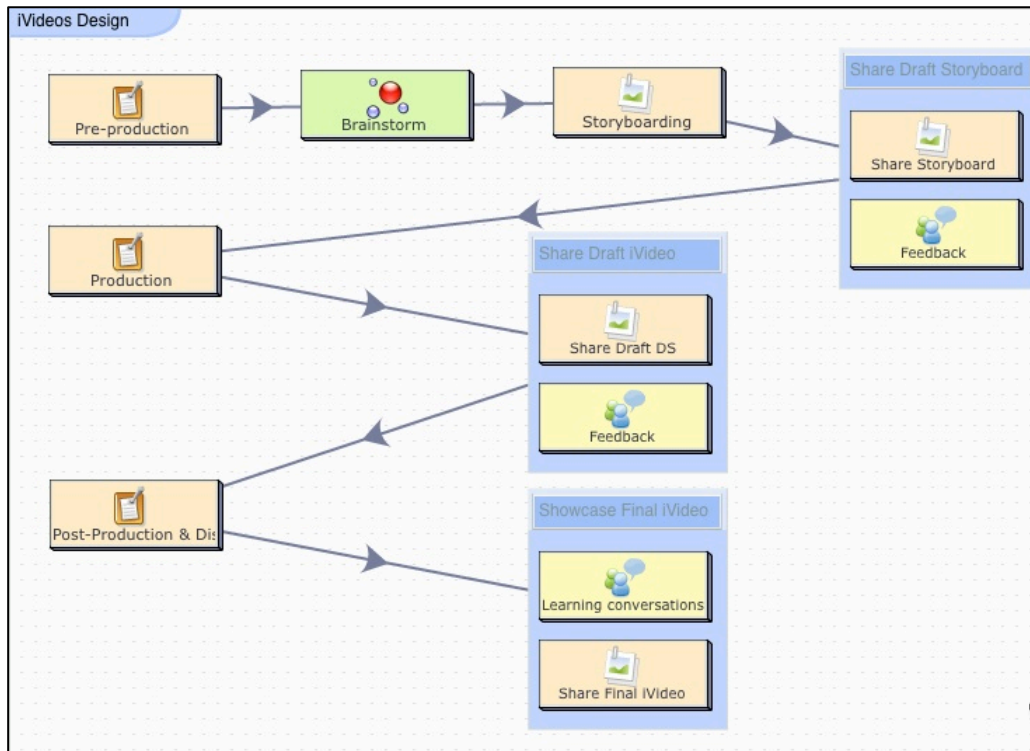 iVideos Design
Pre-production
Brainstorm
Storyboarding
Share Draft Storyboard
Share Storyboard
Feedback
Production
Share Draft iVideo
Share Draft DS
Feedback
Post-Production & Dis
Showcase Final iVideo
Learning conversations
Share Final iVideo